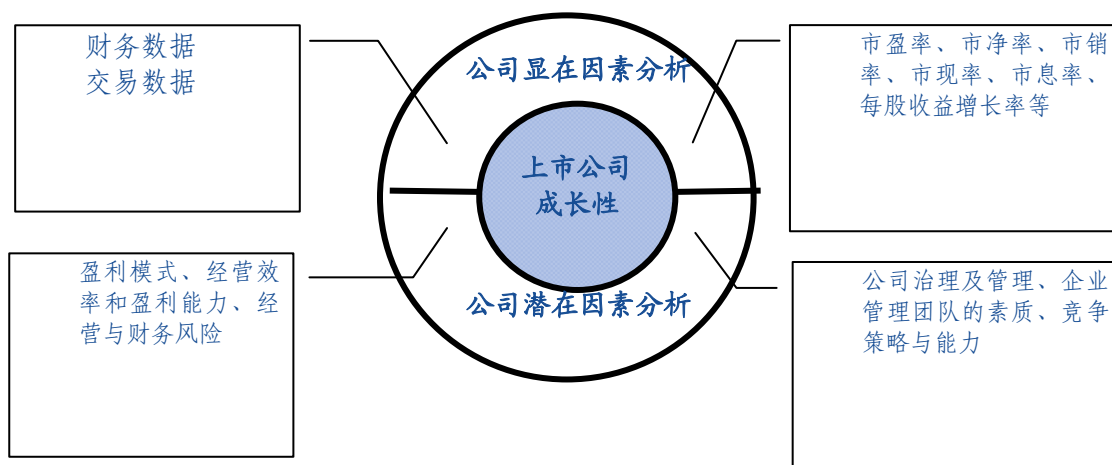 财务数据
交易数据
公司显在因素分析
市盈率、市净率、市销
率、市现率、市息率、
每股收益增长率等
上市公司
成长性
盈利模式、经营效
率和盈利能力、经
营与财务风险
公司潜在因素分析
公司治理及管理、企业
管理团队的素质、竞争
策略与能力